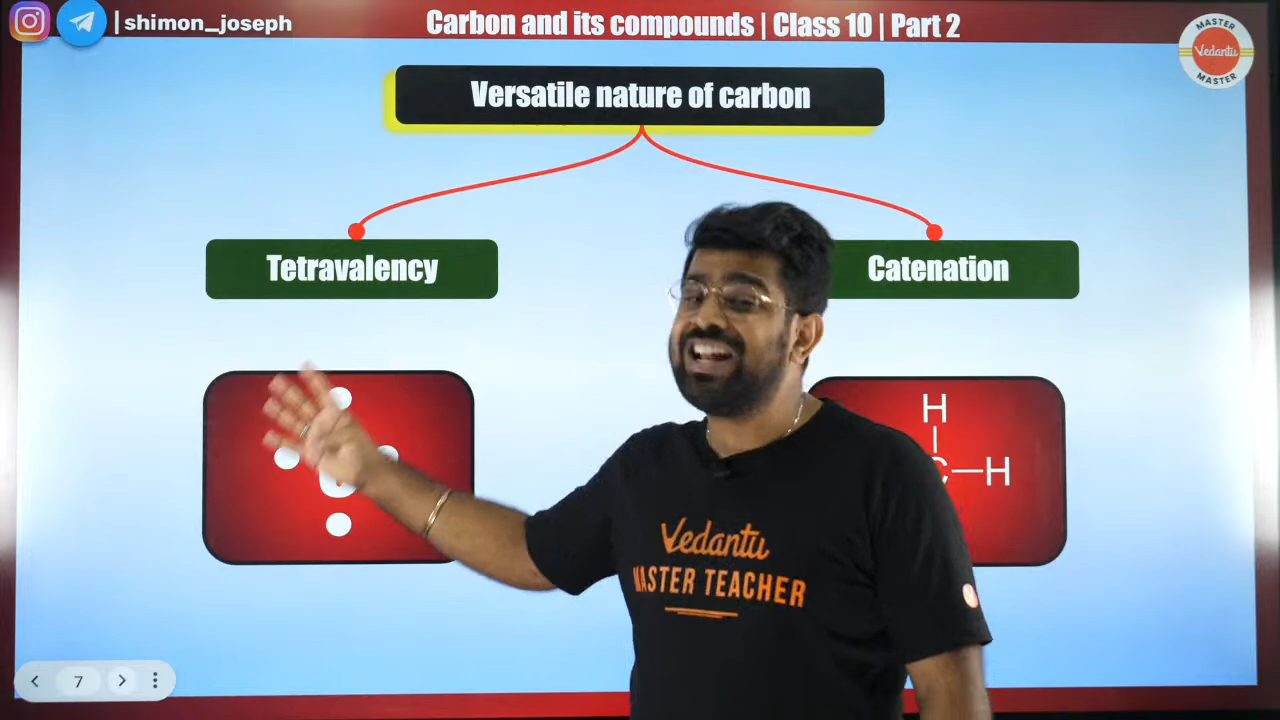 |shimon_joseph
Carbon and its compounds | Class 10 | Part 2
MASTER
Vedantu
MASTER
Versatile nature of carbon
Tetravalency
Catenation
H
C—H
Vedantu
MASTER TEACHER
7